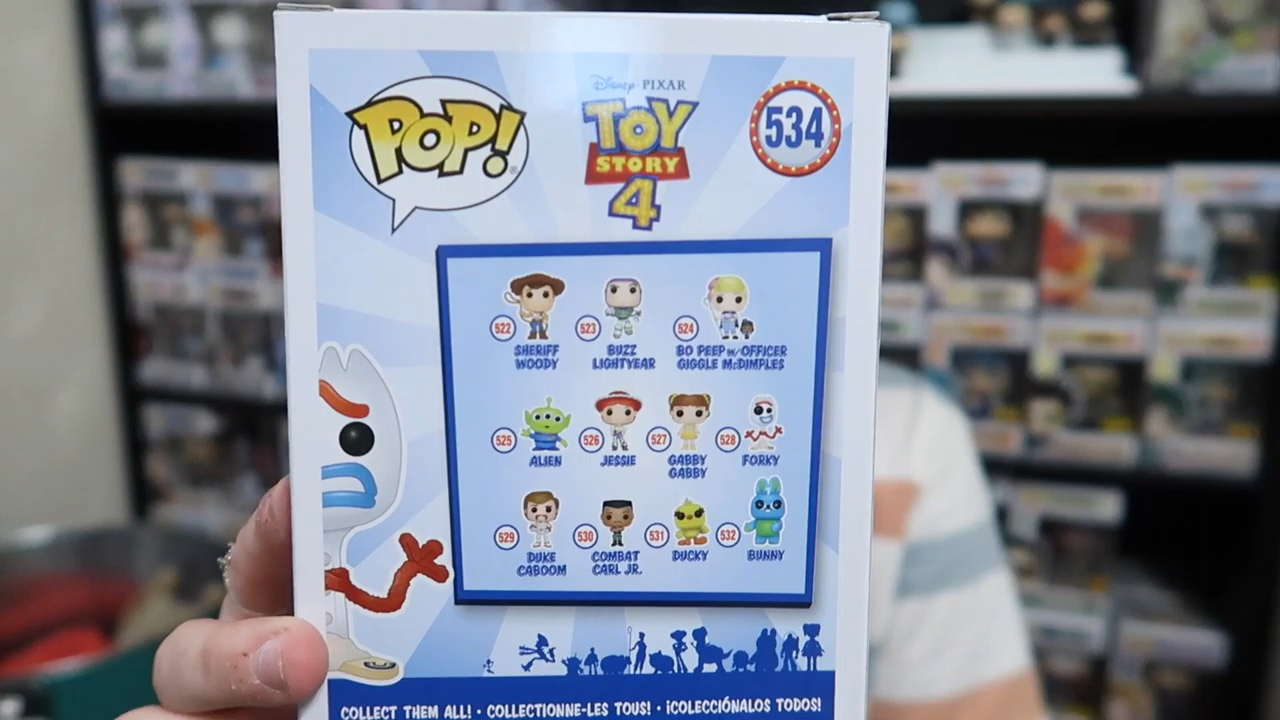 POP!
Disney · PIXAR
TOY
STORY
4
534
522
SHERIFF
WOODY
523
BUZZ
LIGHTYEAR
524
BO PEEP w/OFFICER
GIGGLE McDIMPLES
525
ALIEN
526
JESSIE
527
GABBY
GABBY
528
FORKY
529
DUKE
CABOOM
530
COMBAT
CARL JR.
531
DUCKY
532
BUNNY
COLLECT THEM ALL! · COLLECTIONNE-LES TOUS! · ¡COLECCIÓNALOS TODOS!